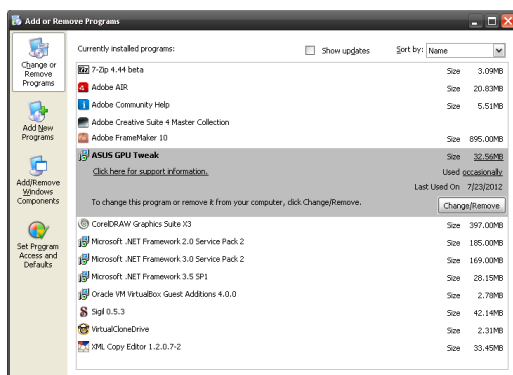 Add or Remove Programs
Currently installed programs: Show updates Sort by: Name
Change or Remove Programs
Add New Programs
Add/Remove Windows Components
Set Program Access and Defaults
7-Zip 4.44 beta Size 3.09MB
Adobe AIR Size 20.83MB
Adobe Community Help Size 5.51MB
Adobe Creative Suite 4 Master Collection
Adobe FrameMaker 10 Size 895.00MB
ASUS GPU Tweak Size 32.56MB
Click here for support information. Used occasionally
Last Used On 7/23/2012
To change this program or remove it from your computer, click Change/Remove. Change/Remove
CorelDRAW Graphics Suite X3 Size 397.00MB
Microsoft .NET Framework 2.0 Service Pack 2 Size 185.00MB
Microsoft .NET Framework 3.0 Service Pack 2 Size 169.00MB
Microsoft .NET Framework 3.5 SP1 Size 28.15MB
Oracle VM VirtualBox Guest Additions 4.0.0 Size 2.78MB
Sigil 0.5.3 Size 42.14MB
VirtualCloneDrive Size 2.31MB
XML Copy Editor 1.2.0.7-2 Size 33.45MB